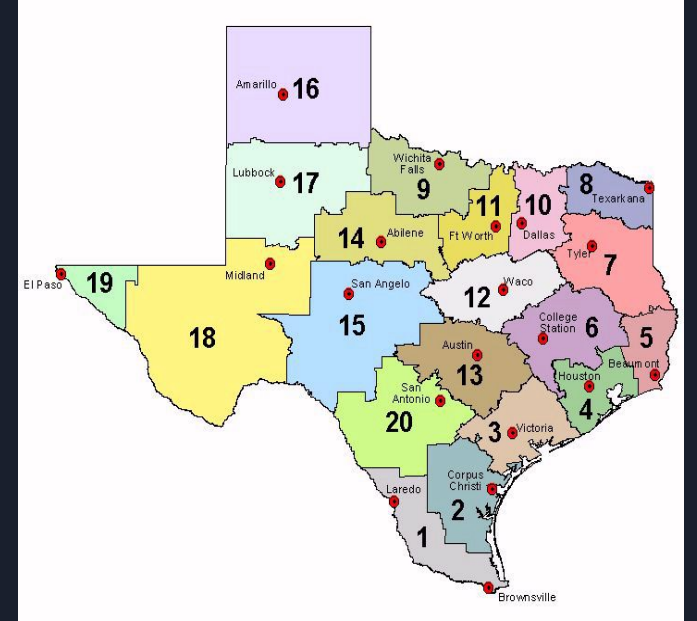 Amarillo
16
Lubbock
17
Wichita
Falls
9
11
Ft Worth
10
Dallas
8
Texarkana
14
Abilene
Tyler
7
19
El Paso
Midland
18
San Angelo
15
Waco
12
College
Station
6
5
Beaumont
Austin
13
Houston
4
San
Antonio
20
3
Victoria
Laredo
1
Corpus
Christi
2
Brownsville